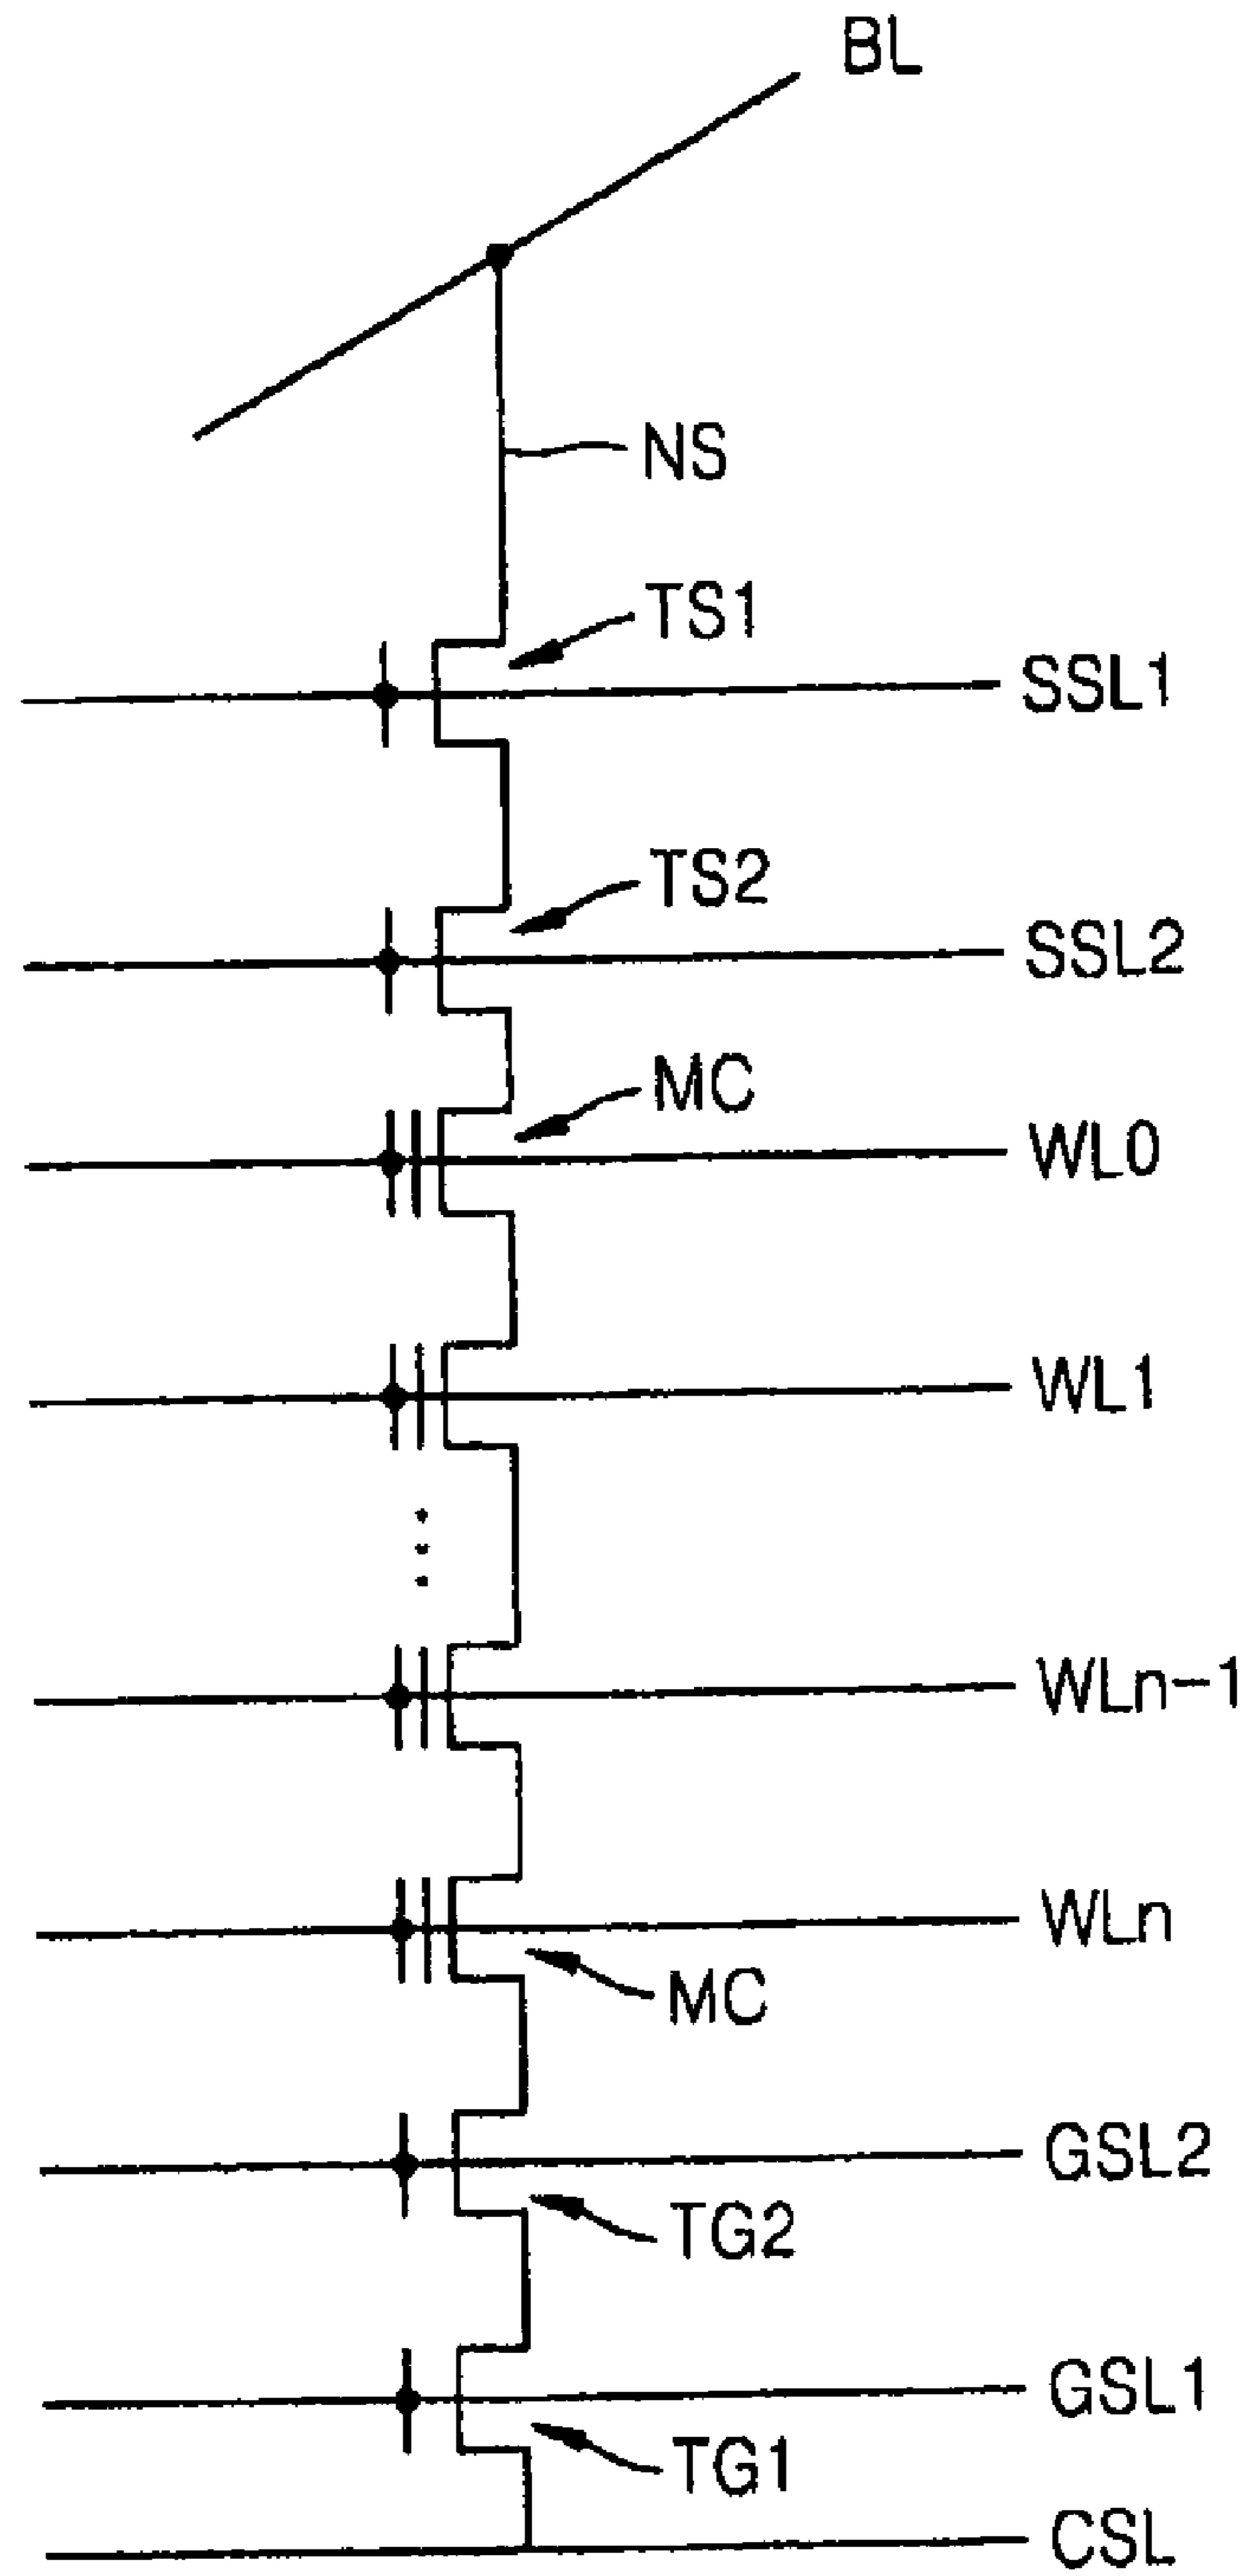 BL
NS
TS1
SSL1
TS2
SSL2
MC
WL0
WL1
WLn-1
WLn
MC
GSL2
TG2
GSL1
TG1
CSL